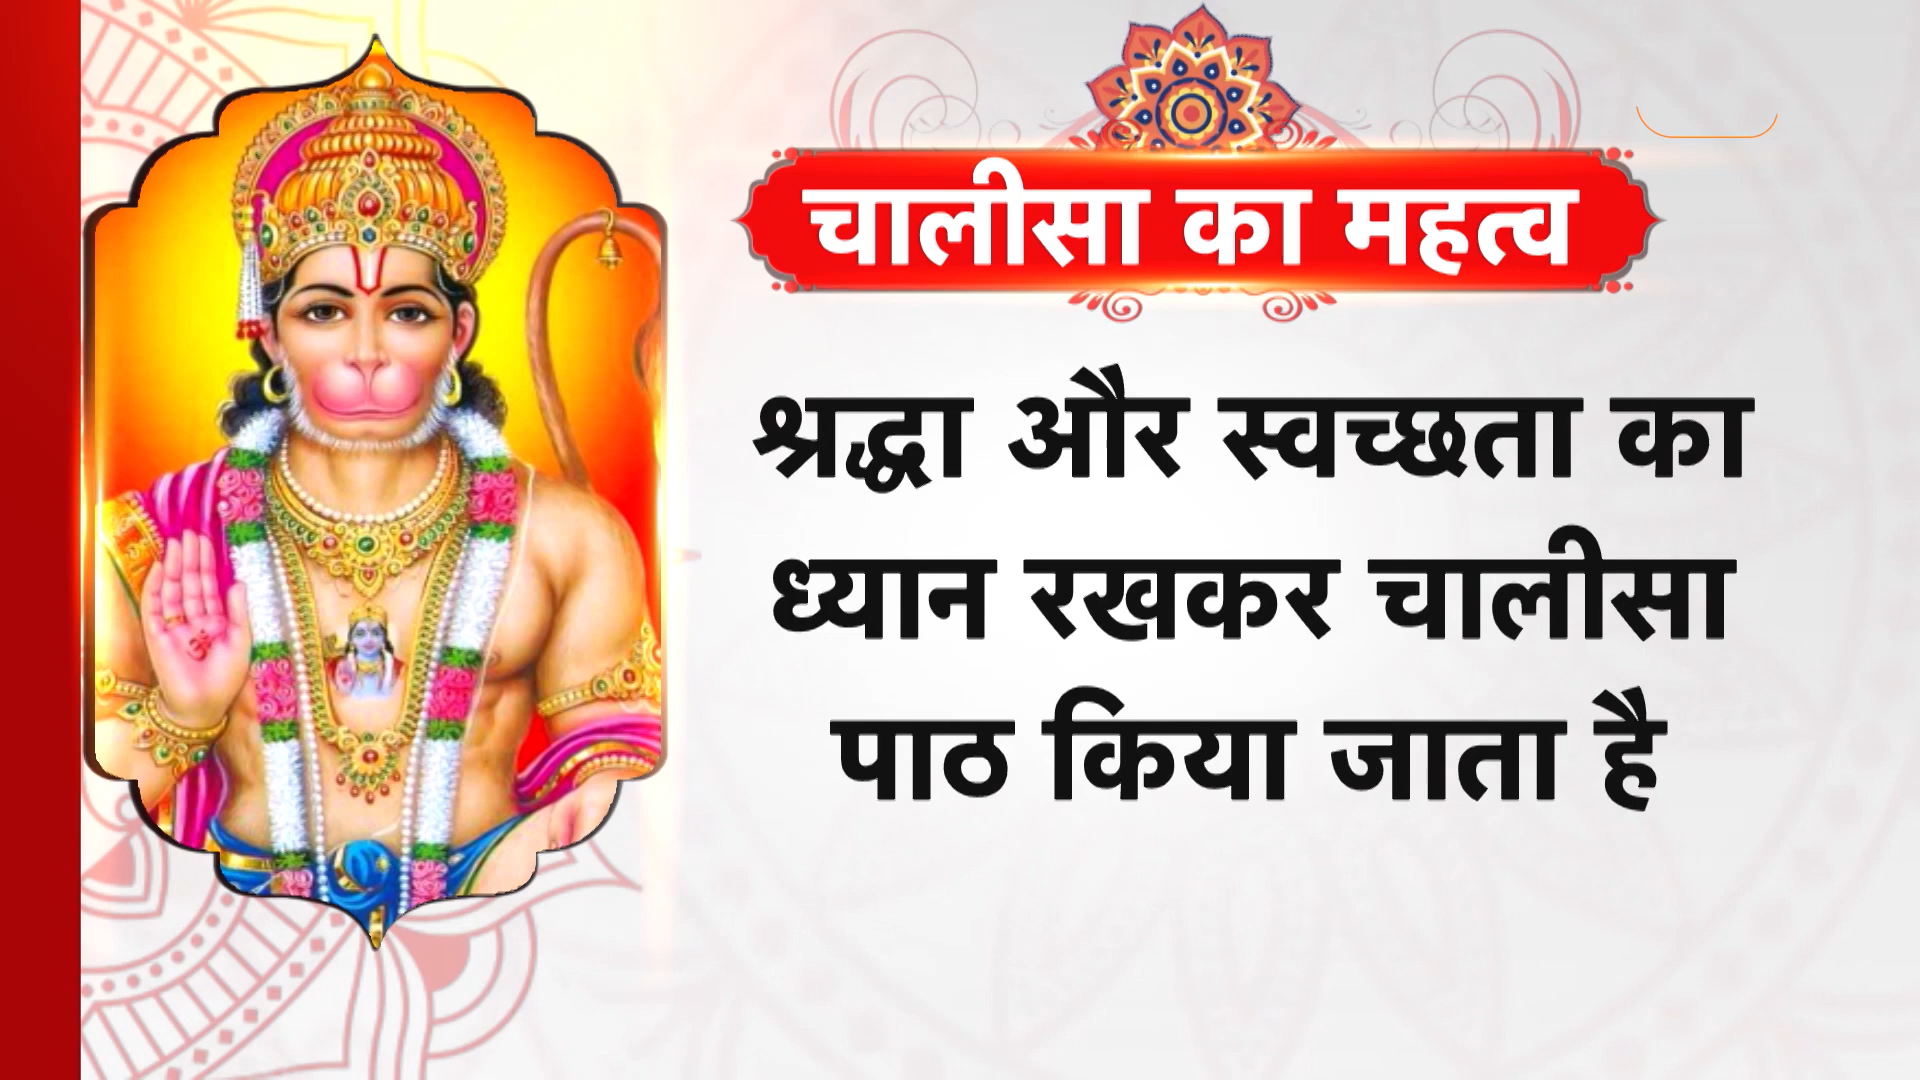 चालीसा का महत्व
श्रद्धा और स्वच्छता का
ध्यान रखकर चालीसा
पाठ किया जाता है